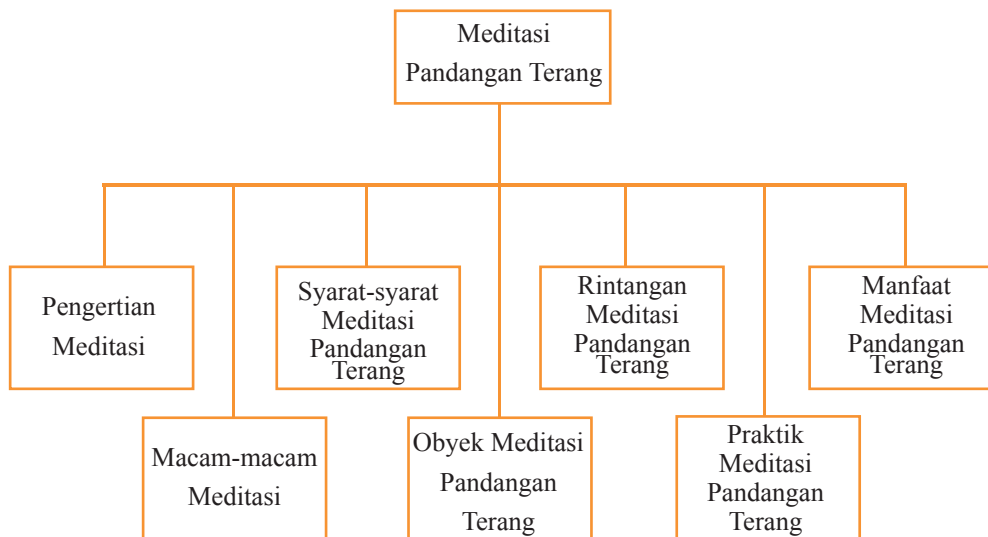 Meditasi
Pandangan Terang
Pengertian
Meditasi
Macam-macam
Meditasi
Syarat-syarat
Meditasi
Pandangan
Terang
Obyek Meditasi
Pandangan
Terang
Rintangan
Meditasi
Pandangan
Terang
Praktik
Meditasi
Pandangan
Terang
Manfaat
Meditasi
Pandangan
Terang